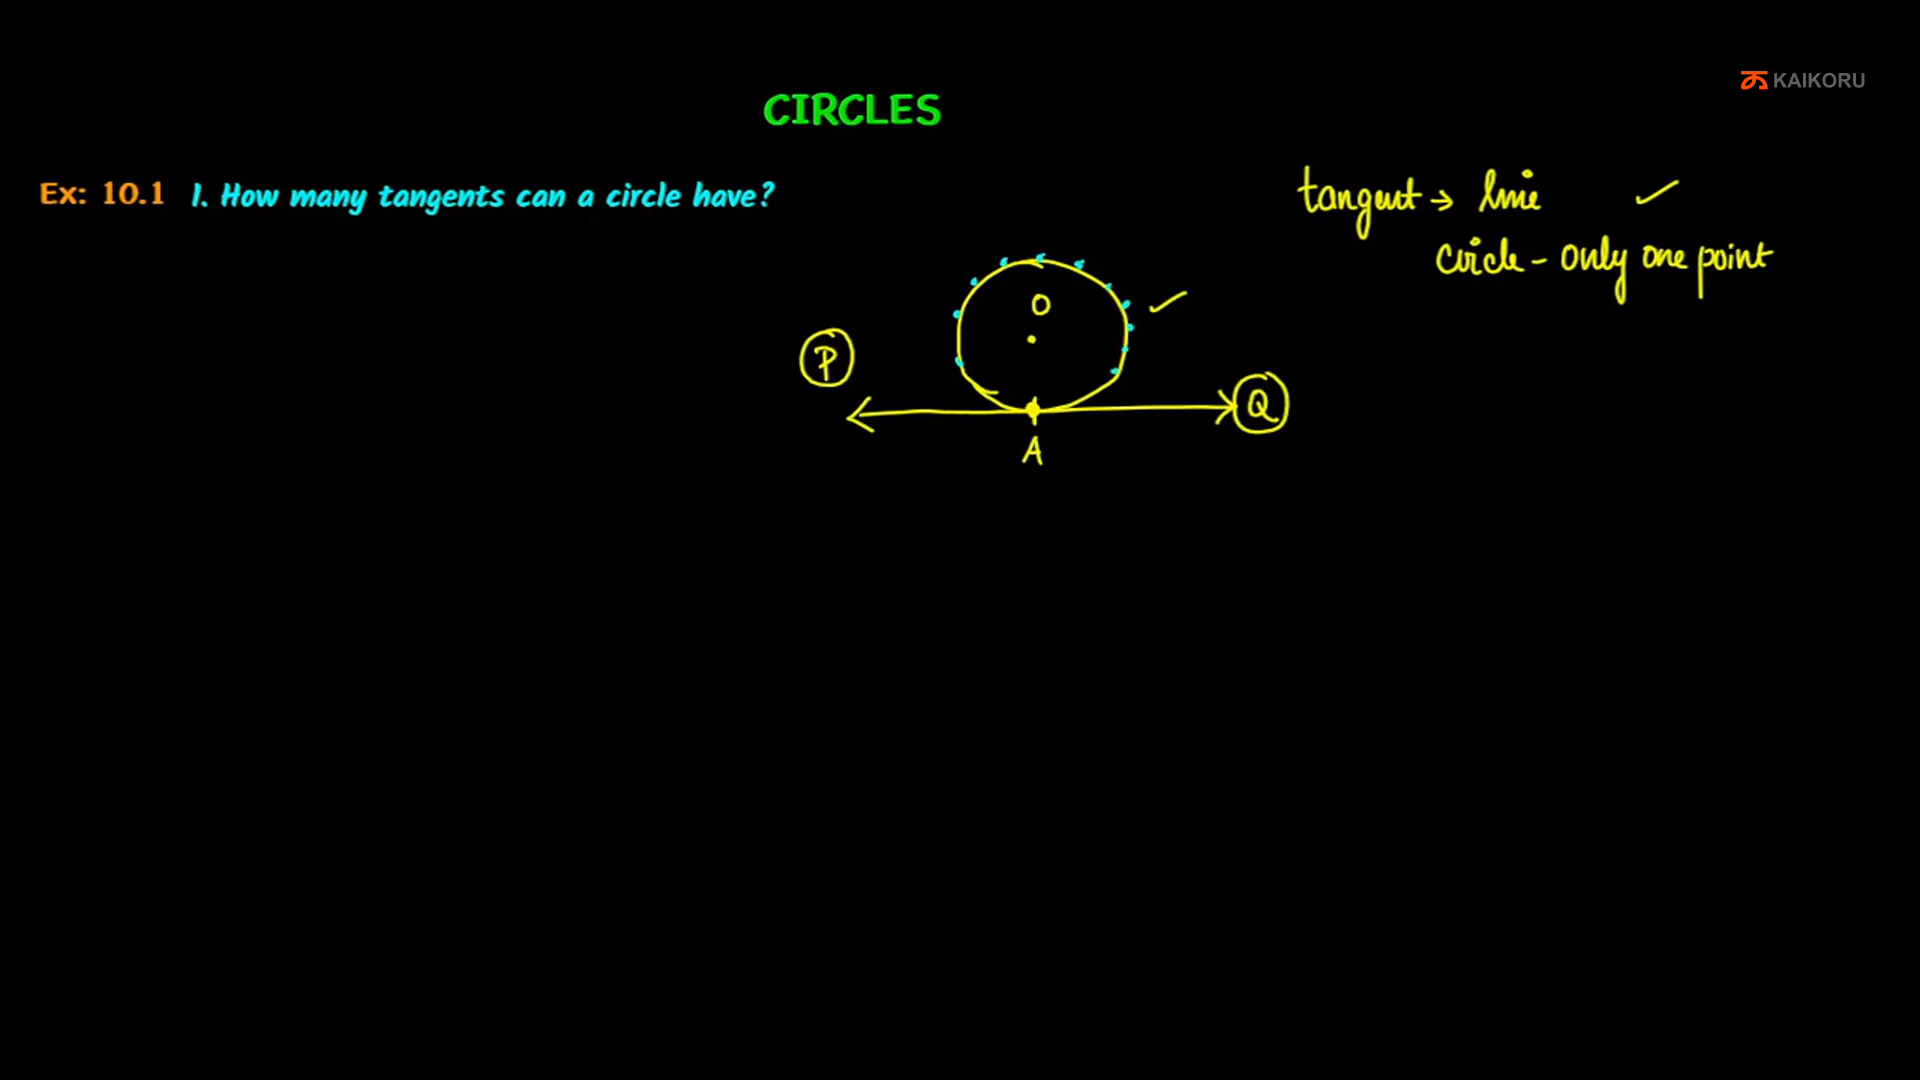 KAIKORU
CIRCLES
Ex: 10.1 1. How many tangents can a circle have?
tangent → line
circle - only one point
O
P
Q
A